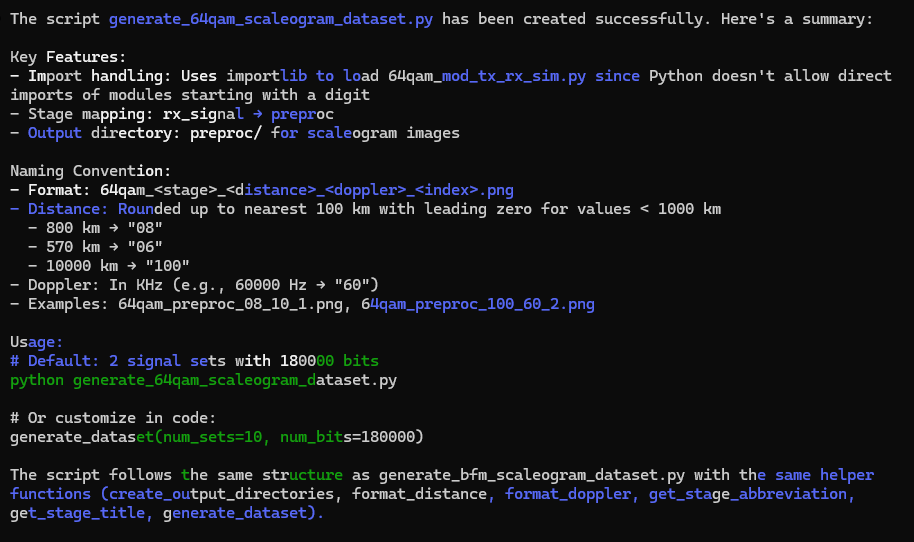 The script generate_64qam_scaleogram_dataset.py has been created successfully. Here's a summary:
Key Features:
- Import handling: Uses importlib to load 64qam_mod_tx_rx_sim.py since Python doesn't allow direct
imports of modules starting with a digit
- Stage mapping: rx_signal → preproc
- Output directory: preproc/ for scaleogram images
Naming Convention:
- Format: 64qam_<stage>_<distance>_<doppler>_<index>.png
- Distance: Rounded up to nearest 100 km with leading zero for values < 1000 km
- 800 km → "08"
- 570 km → "06"
- 10000 km → "100"
- Doppler: In KHz (e.g., 60000 Hz → "60")
- Examples: 64qam_preproc_08_10_1.png, 64qam_preproc_100_60_2.png
Usage:
# Default: 2 signal sets with 180000 bits
python generate_64qam_scaleogram_dataset.py
# Or customize in code:
generate_dataset(num_sets=10, num_bits=180000)
The script follows the same structure as generate_bfm_scaleogram_dataset.py with the same helper
functions (create_output_directories, format_distance, format_doppler, get_stage_abbreviation,
get_stage_title, generate_dataset).